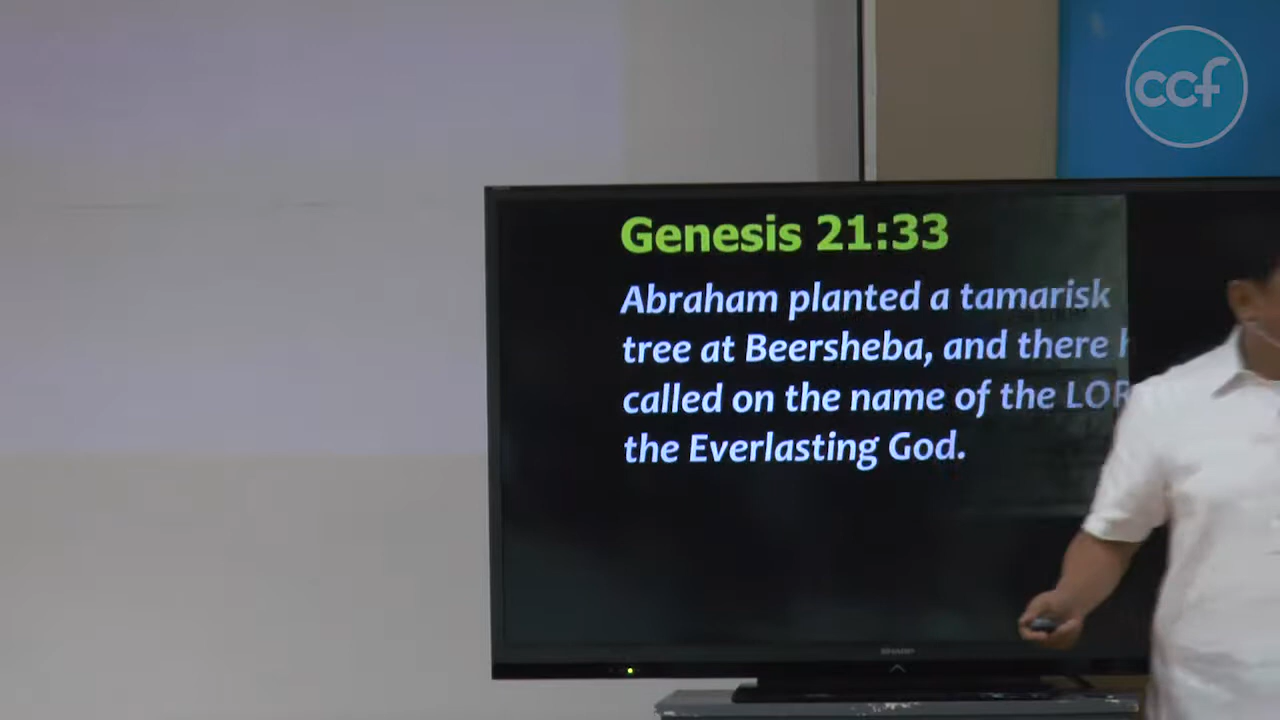 ccf
Genesis 21:33
Abraham planted a tamarisk
tree at Beersheba, and there
called on the name of the LOR
the Everlasting God.
SHARP